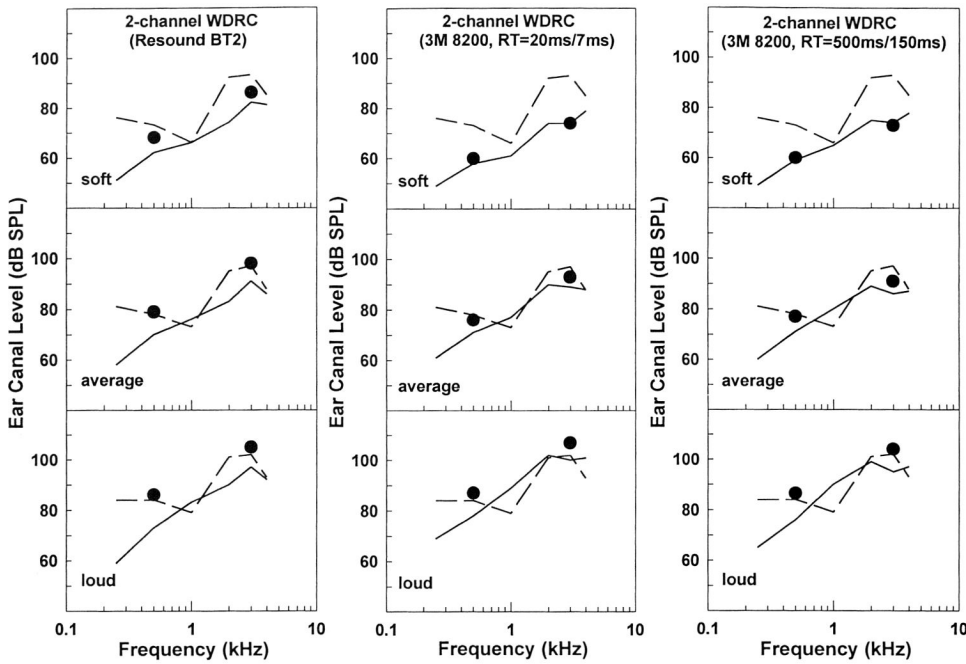 2-channel WDRC
(Resound BT2)
2-channel WDRC
(3M 8200, RT=20ms/7ms)
2-channel WDRC
(3M 8200, RT=500ms/150ms)
Ear Canal Level (dB SPL)
100
80
60
soft
100
80
60
average
100
80
60
loud
0.1
1
10
Frequency (kHz)
Ear Canal Level (dB SPL)
100
80
60
soft
100
80
60
average
100
80
60
loud
0.1
1
10
Frequency (kHz)
Ear Canal Level (dB SPL)
100
80
60
soft
100
80
60
average
100
80
60
loud
0.1
1
10
Frequency (kHz)